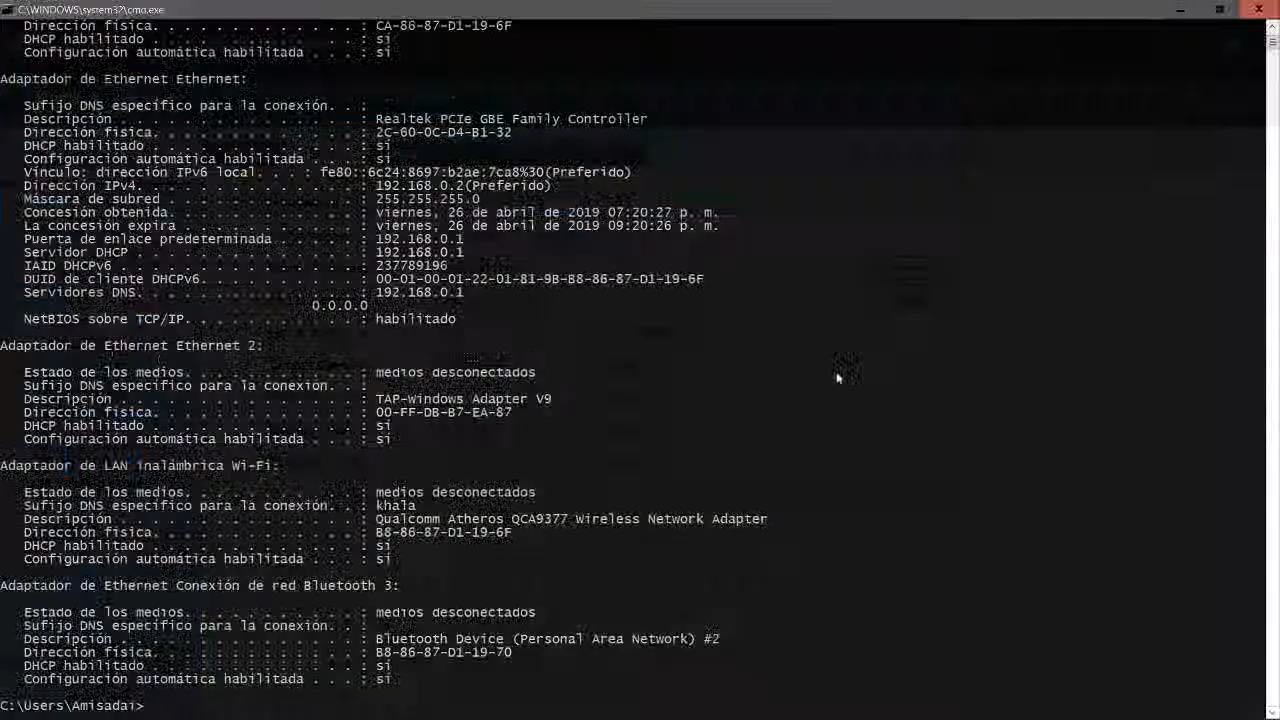 C:\WINDOWS\system32\cmd.exe
Dirección física. . . . . . . . . . . . . : CA-86-87-D1-19-6F
DHCP habilitado . . . . . . . . . . . . . : sí
Configuración automática habilitada . . . : sí
Adaptador de Ethernet Ethernet:
Sufijo DNS específico para la conexión. . :
Descripción . . . . . . . . . . . . . . . : Realtek PCIe GBE Family Controller
Dirección física. . . . . . . . . . . . . : 2C-60-0C-D4-B1-32
DHCP habilitado . . . . . . . . . . . . . : sí
Configuración automática habilitada . . . : sí
Vínculo: dirección IPv6 local. . . : fe80::6c24:8697:b2ae:7ca8%30(Preferido)
Dirección IPv4. . . . . . . . . . . . . . : 192.168.0.2(Preferido)
Máscara de subred . . . . . . . . . . . . : 255.255.255.0
Concesión obtenida. . . . . . . . . . . . : viernes, 26 de abril de 2019 07:20:27 p. m.
La concesión expira . . . . . . . . . . . : viernes, 26 de abril de 2019 09:20:26 p. m.
Puerta de enlace predeterminada . . . . . : 192.168.0.1
Servidor DHCP . . . . . . . . . . . . . . : 192.168.0.1
IAID DHCPv6 . . . . . . . . . . . . . . . : 237789196
DUID de cliente DHCPv6. . . . . . . . . . : 00-01-00-01-22-01-81-9B-B8-86-87-D1-19-6F
Servidores DNS. . . . . . . . . . . . . . : 192.168.0.1
0.0.0.0
NetBIOS sobre TCP/IP. . . . . . . . . . . : habilitado
Adaptador de Ethernet Ethernet 2:
Estado de los medios. . . . . . . . . . . : medios desconectados
Sufijo DNS específico para la conexión. . :
Descripción . . . . . . . . . . . . . . . : TAP-Windows Adapter V9
Dirección física. . . . . . . . . . . . . : 00-FF-DB-B7-EA-87
DHCP habilitado . . . . . . . . . . . . . : sí
Configuración automática habilitada . . . : sí
Adaptador de LAN inalámbrica Wi-Fi:
Estado de los medios. . . . . . . . . . . : medios desconectados
Sufijo DNS específico para la conexión. . : khala
Descripción . . . . . . . . . . . . . . . : Qualcomm Atheros QCA9377 Wireless Network Adapter
Dirección física. . . . . . . . . . . . . : B8-86-87-D1-19-6F
DHCP habilitado . . . . . . . . . . . . . : sí
Configuración automática habilitada . . . : sí
Adaptador de Ethernet Conexión de red Bluetooth 3:
Estado de los medios. . . . . . . . . . . : medios desconectados
Sufijo DNS específico para la conexión. . :
Descripción . . . . . . . . . . . . . . . : Bluetooth Device (Personal Area Network) #2
Dirección física. . . . . . . . . . . . . : B8-86-87-D1-19-70
DHCP habilitado . . . . . . . . . . . . . : sí
Configuración automática habilitada . . . : sí
C:\Users\Amisadai>